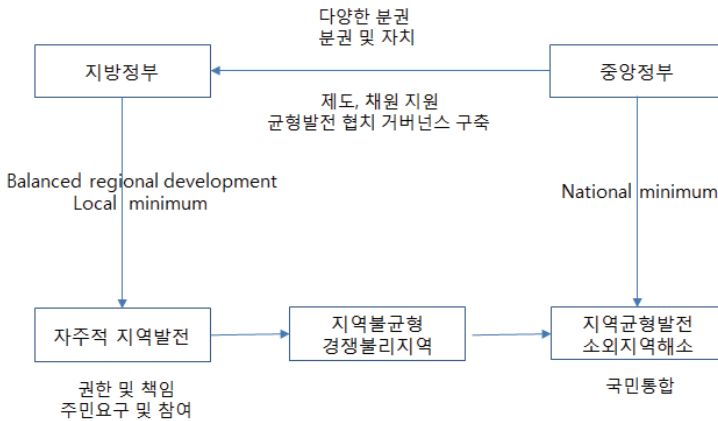 다양한 분권
분권 및 자치
지방정부
중앙정부
제도, 채원 지원
균형발전 협치 거버넌스 구축
Balanced regional development
Local minimum
National minimum
자주적 지역발전
지역불균형
경쟁불리지역
지역균형발전
소외지역해소
권한 및 책임
주민요구 및 참여
국민통합